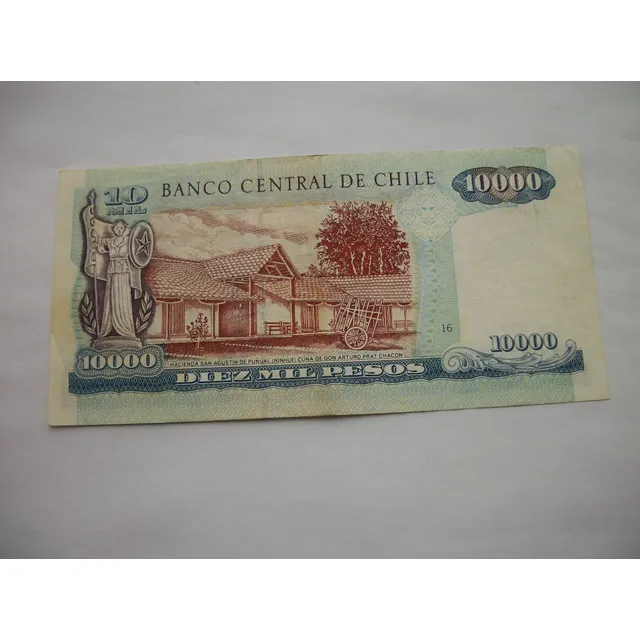 10 MIL
BANCO CENTRAL DE CHILE
10000
16
10000
10000
HACIENDA SAN AGUSTIN DE PUÑUAL (NINHUE) CUNA DE DON ARTURO PRAT CHACON
DIEZ MIL PESOS